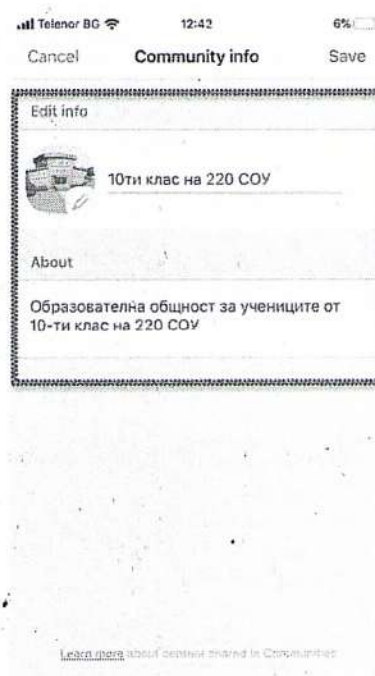 Telenor BG 12:42 6%
Cancel Community info Save
Edit info
10ти клас на 220 СОУ
About
Образователна общност за учениците от
10-ти клас на 220 СОУ
Learn more about content shared in Communities